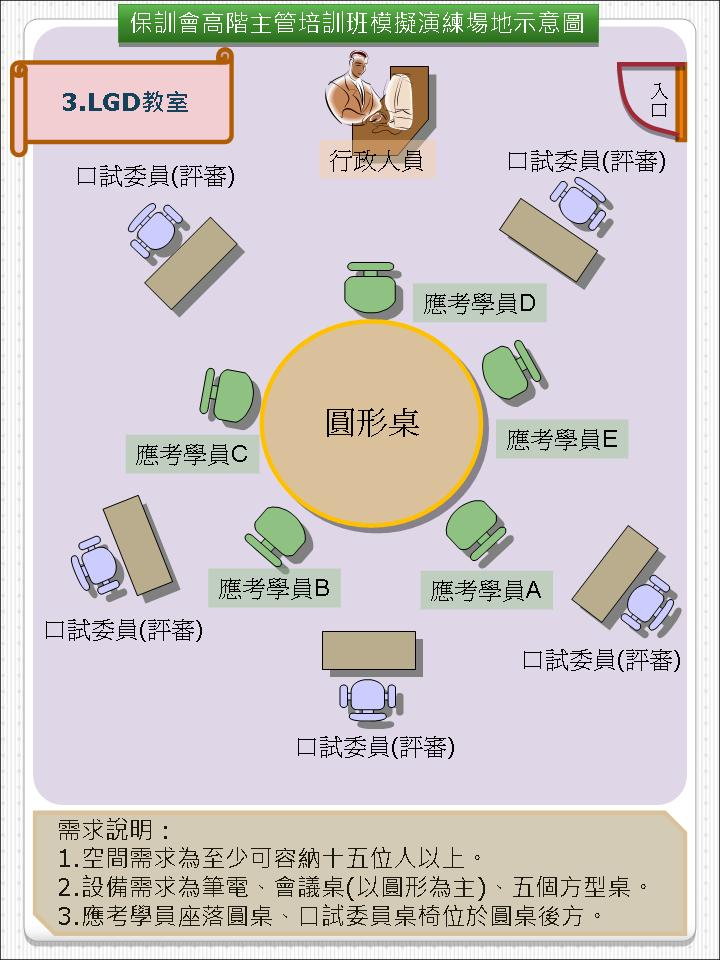 保訓會高階主管培訓班模擬演練場地示意圖
3.LGD教室
入
口
行政人員
口試委員(評審)
口試委員(評審)
應考學員D
圓形桌
應考學員C
應考學員E
應考學員B
應考學員A
口試委員(評審)
口試委員(評審)
口試委員(評審)
需求說明：
1.空間需求為至少可容納十五位人以上。
2.設備需求為筆電、會議桌(以圓形為主)、五個方型桌。
3.應考學員座落圓桌、口試委員桌椅位於圓桌後方。